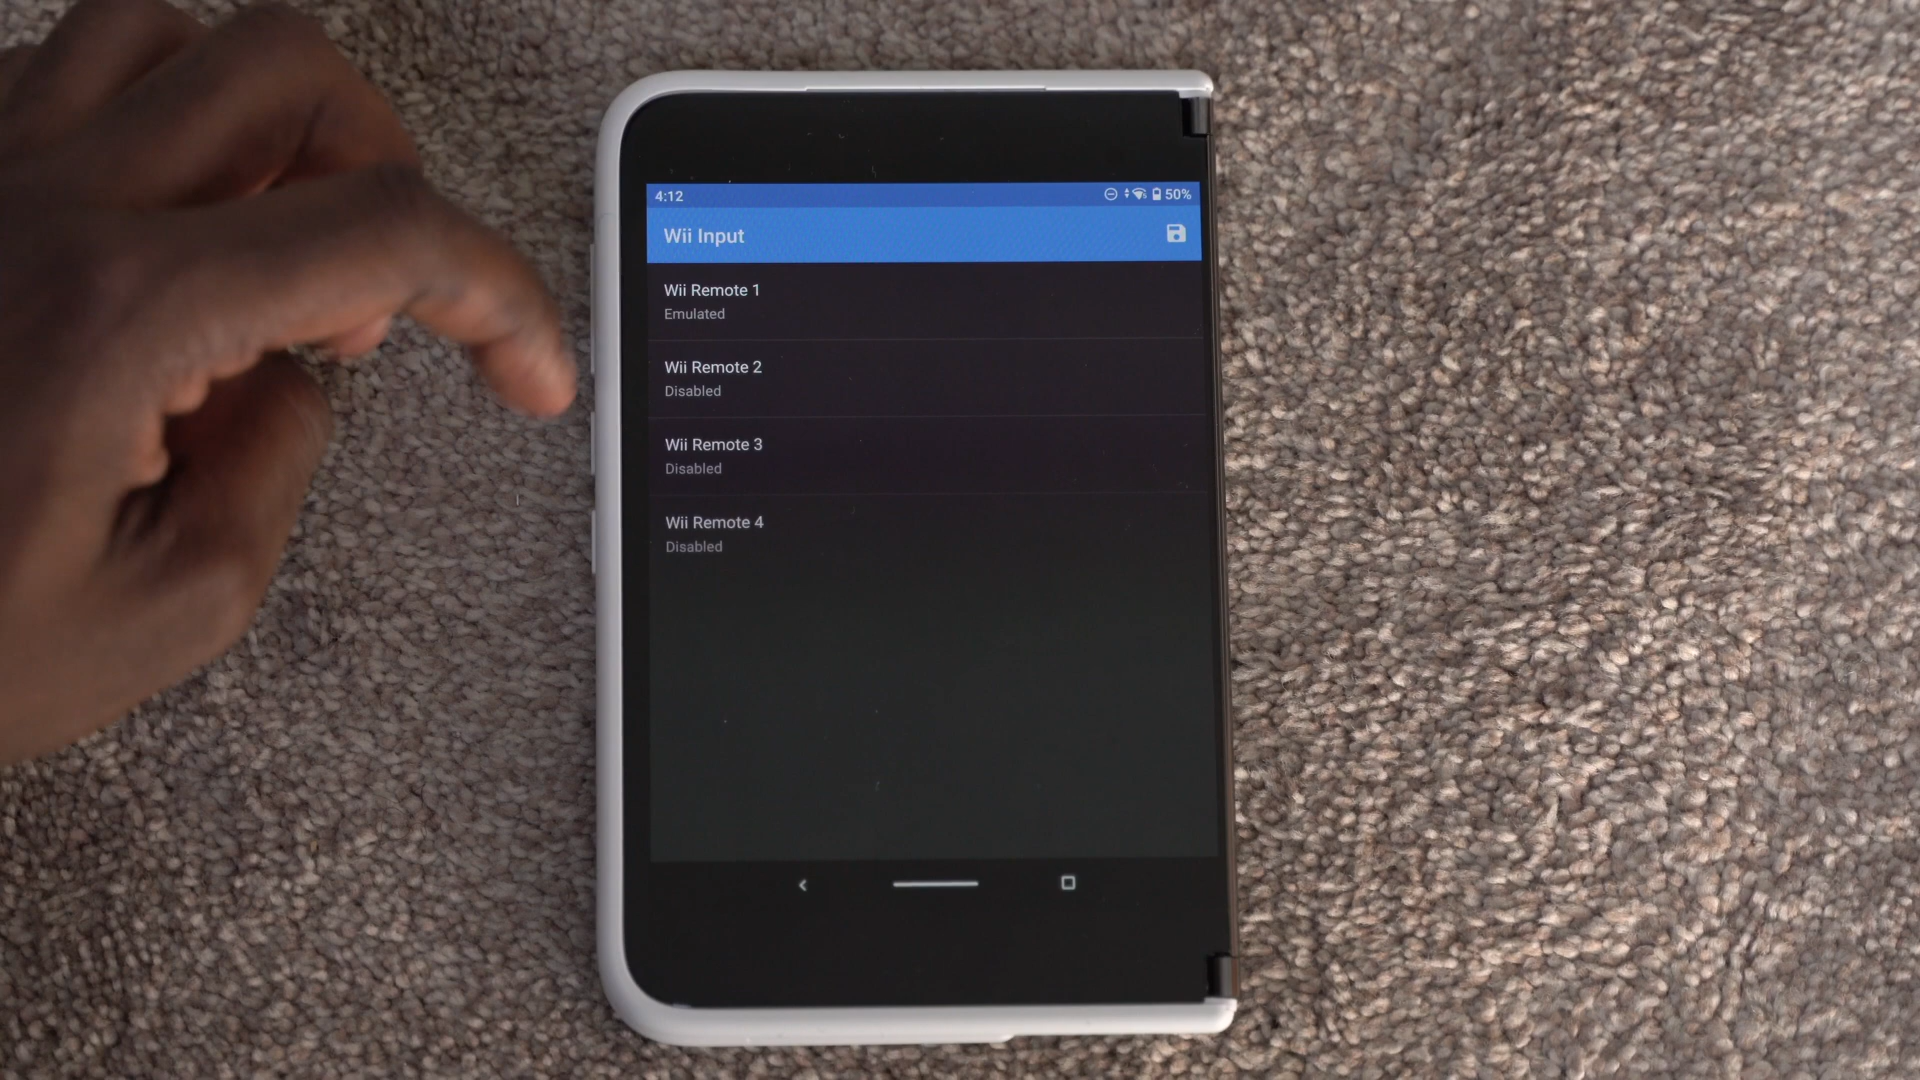 4:12
50%
Wii Input
Wii Remote 1
Emulated
Wii Remote 2
Disabled
Wii Remote 3
Disabled
Wii Remote 4
Disabled